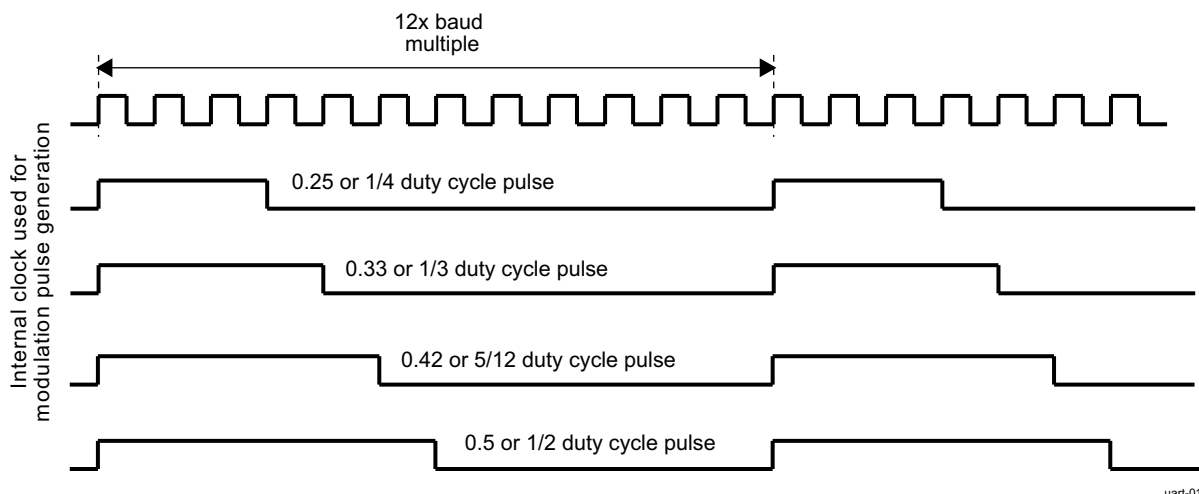 12x baud
multiple
Internal clock used for
modulation pulse generation
0.25 or 1/4 duty cycle pulse
0.33 or 1/3 duty cycle pulse
0.42 or 5/12 duty cycle pulse
0.5 or 1/2 duty cycle pulse